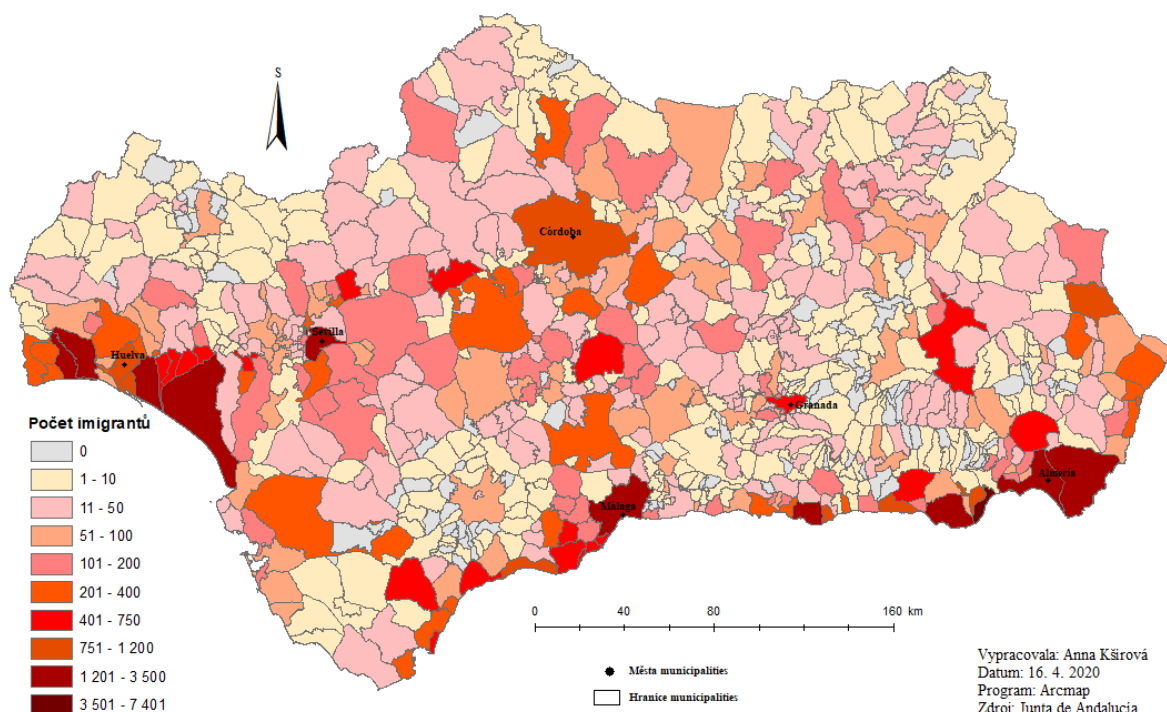 S
Córdoba
Sevilla
Huelva
Granada
Almería
Málaga
Počet imigrantů
0
1 - 10
11 - 50
51 - 100
101 - 200
201 - 400
401 - 750
751 - 1 200
1 201 - 3 500
3 501 - 7 401
0 40 80 160 km
Města municipalities
Hranice municipalities
Vypracovala: Anna Kšírová
Datum: 16. 4. 2020
Program: Arcmap
Zdroj: Junta de Andalucia